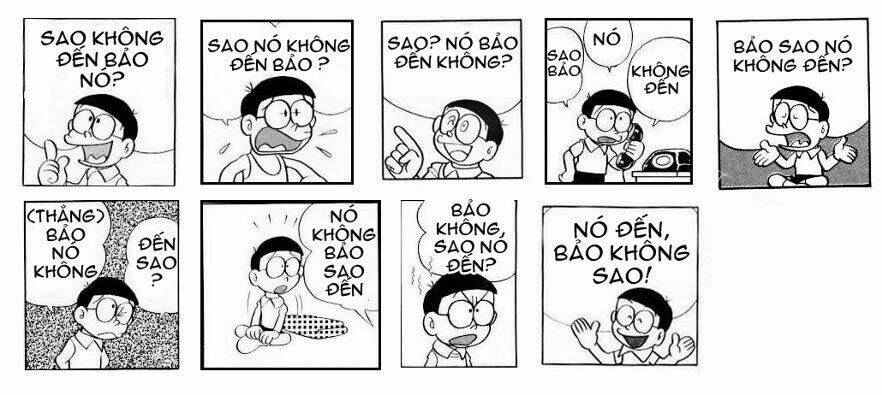 SAO KHÔNG
ĐẾN BẢO
NÓ?
SAO NÓ KHÔNG
ĐẾN BẢO ?
SAO? NÓ BẢO
ĐẾN KHÔNG?
SAO
BẢO
NÓ
KHÔNG
ĐẾN
BẢO SAO NÓ
KHÔNG ĐẾN?
(THẰNG)
BẢO
NÓ
KHÔNG
ĐẾN
SAO
?
NÓ
KHÔNG
BẢO
SAO
ĐẾN
BẢO
KHÔNG,
SAO NÓ
ĐẾN?
NÓ ĐẾN,
BẢO KHÔNG
SAO!